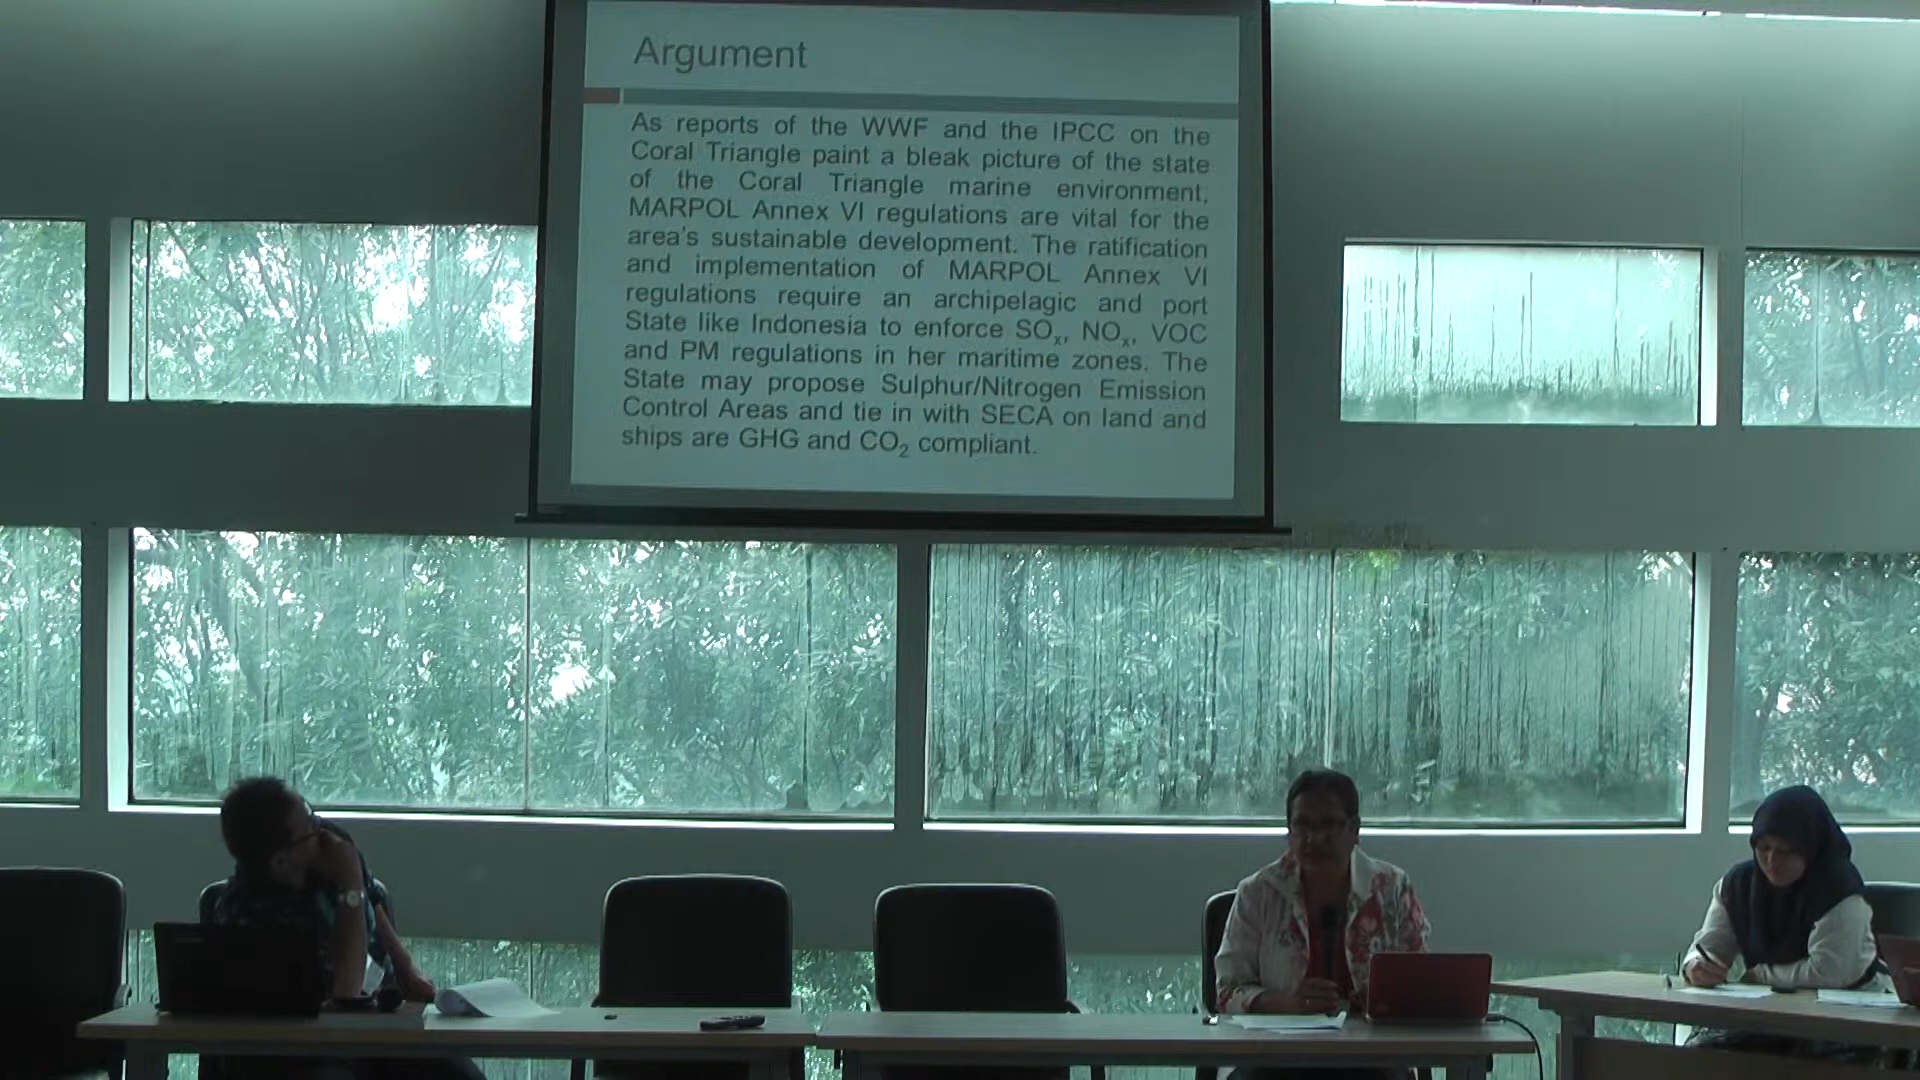 Argument
As reports of the WWF and the IPCC on the
Coral Triangle paint a bleak picture of the state
of the Coral Triangle marine environment,
MARPOL Annex VI regulations are vital for the
area's sustainable development. The ratification
and implementation of MARPOL Annex VI
regulations require an archipelagic and port
State like Indonesia to enforce SOx, NOx, VOC
and PM regulations in her maritime zones. The
State may propose Sulphur/Nitrogen Emission
Control Areas and tie in with SECA on land and
ships are GHG and CO2 compliant.